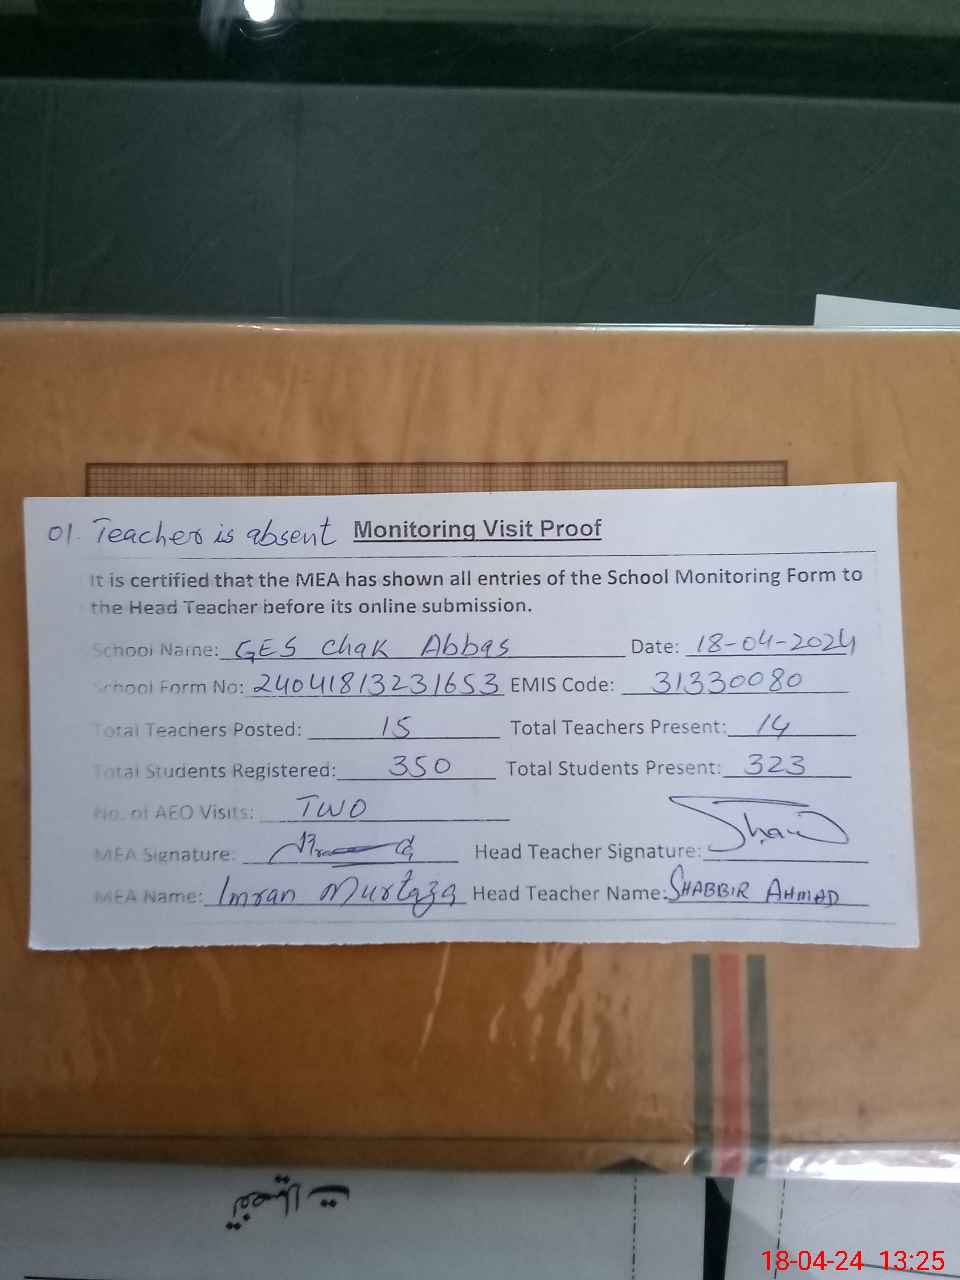 01. Teacher is absent Monitoring Visit Proof
It is certified that the MEA has shown all entries of the School Monitoring Form to
the Head Teacher before its online submission.
School Name: GES Chak Abbas Date: 18-04-2024
School Form No: 24041813231653 EMIS Code: 31330080
Total Teachers Posted: 15 Total Teachers Present: 14
Total Students Registered: 350 Total Students Present: 323
No. of AEO Visits: TWO
MEA Signature: Head Teacher Signature:
MEA Name: Imran Murtaza Head Teacher Name: SHABBIR AHMAD
18-04-24 13:25